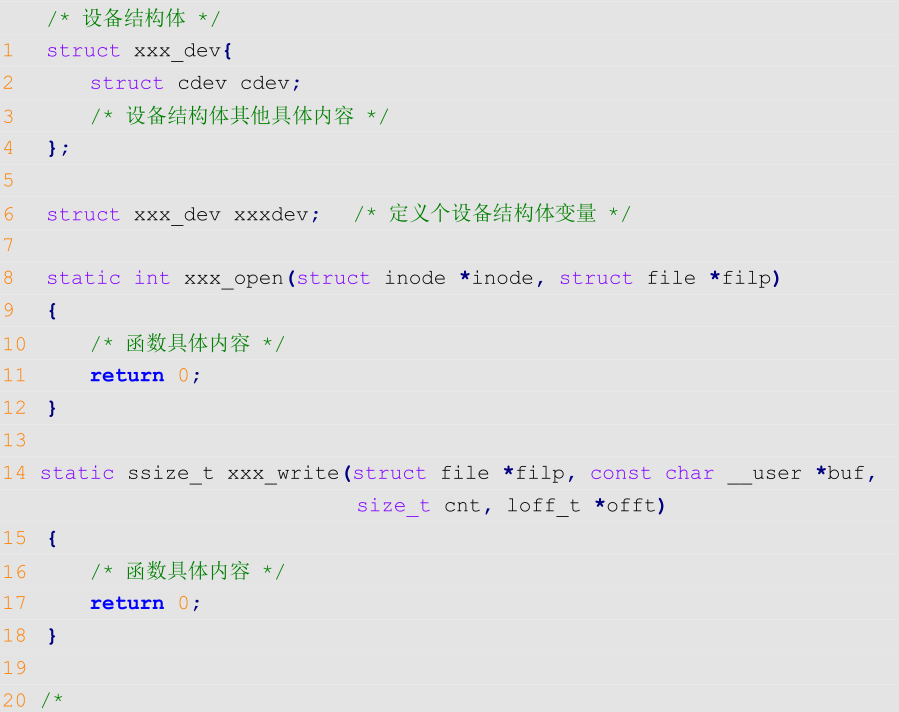 /* 设备结构体 */
1 struct xxx_dev{
2 struct cdev cdev;
3 /* 设备结构体其他具体内容 */
4 };
5
6 struct xxx_dev xxxdev; /* 定义个设备结构体变量 */
7
8 static int xxx_open(struct inode *inode, struct file *filp)
9 {
10 /* 函数具体内容 */
11 return 0;
12 }
13
14 static ssize_t xxx_write(struct file *filp, const char __user *buf,
size_t cnt, loff_t *offt)
15 {
16 /* 函数具体内容 */
17 return 0;
18 }
19
20 /*